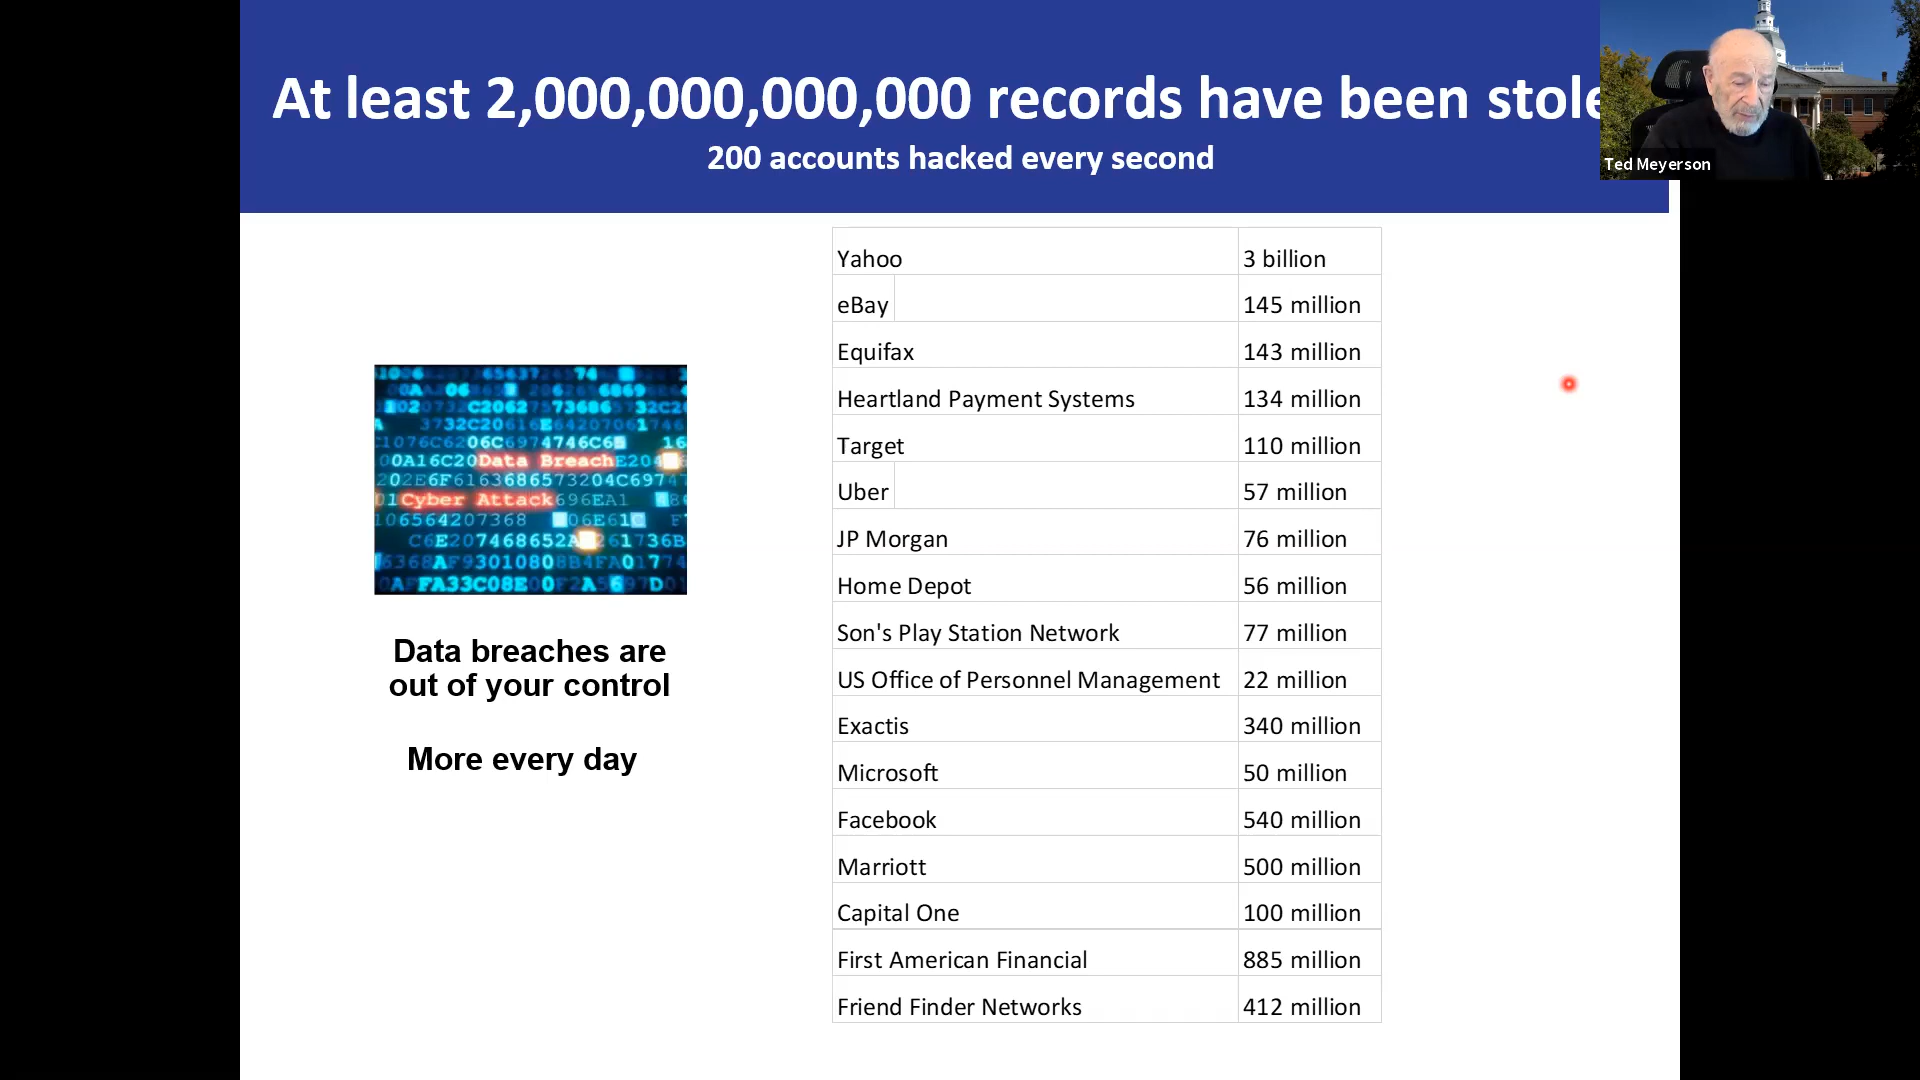 At least 2,000,000,000,000 records have been stole
200 accounts hacked every second
Ted Meyerson
Data Breach
Cyber Attack
Data breaches are
out of your control
More every day
Yahoo 3 billion
eBay 145 million
Equifax 143 million
Heartland Payment Systems 134 million
Target 110 million
Uber 57 million
JP Morgan 76 million
Home Depot 56 million
Son's Play Station Network 77 million
US Office of Personnel Management 22 million
Exactis 340 million
Microsoft 50 million
Facebook 540 million
Marriott 500 million
Capital One 100 million
First American Financial 885 million
Friend Finder Networks 412 million